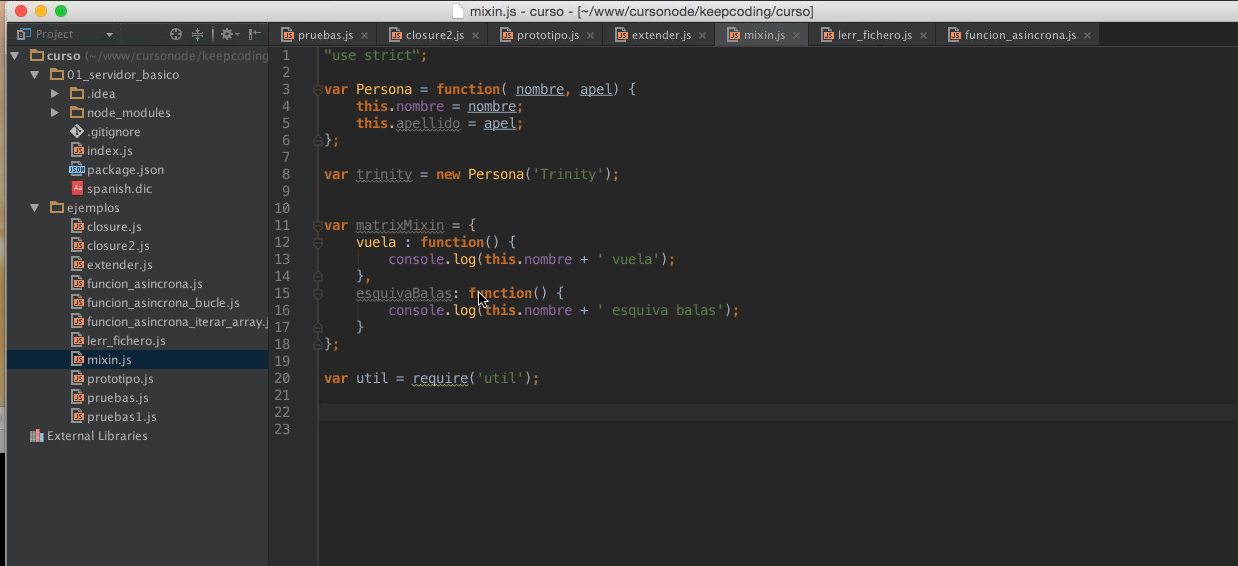 mixin.js - curso - [~/www/cursonode/keepcoding/curso]
Project
pruebas.js
closure2.js
prototipo.js
extender.js
mixin.js
lerr_fichero.js
funcion_asincrona.js
curso (~/www/cursonode/keepcoding
01_servidor_basico
.idea
node_modules
.gitignore
index.js
package.json
spanish.dic
ejemplos
closure.js
closure2.js
extender.js
funcion_asincrona.js
funcion_asincrona_bucle.js
funcion_asincrona_iterar_array.j
lerr_fichero.js
mixin.js
prototipo.js
pruebas.js
pruebas1.js
External Libraries
1 "use strict";
2
3 var Persona = function( nombre, apel) {
4 this.nombre = nombre;
5 this.apellido = apel;
6 };
7
8 var trinity = new Persona('Trinity');
9
10
11 var matrixMixin = {
12 vuela : function() {
13 console.log(this.nombre + ' vuela');
14 },
15 esquivaBalas: function() {
16 console.log(this.nombre + ' esquiva balas');
17 }
18 };
19
20 var util = require('util');
21
22
23